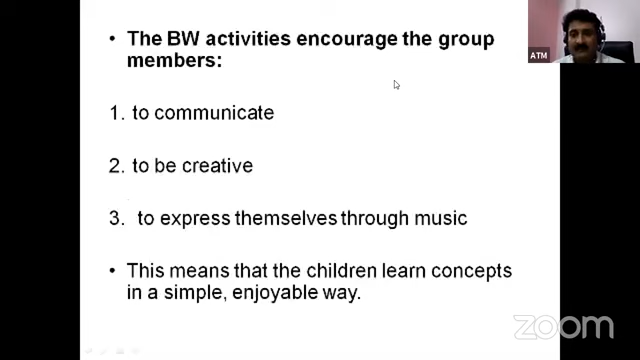 • The BW activities encourage the group
members:
1. to communicate
2. to be creative
3. to express themselves through music
• This means that the children learn concepts
in a simple, enjoyable way.
ATM
zoom